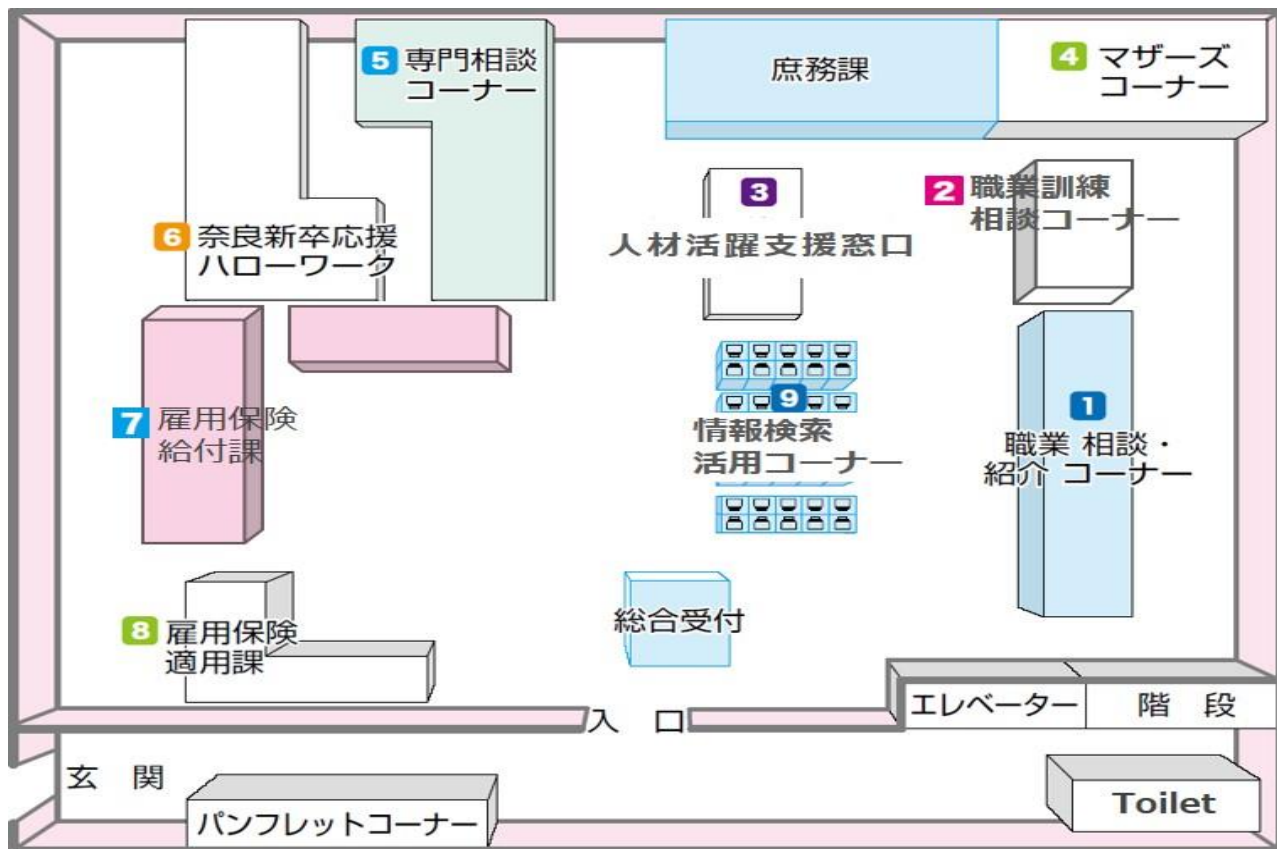 5 専門相談
コーナー
庶務課
4 マザーズ
コーナー
3
人材活躍支援窓口
2 職業訓練
相談コーナー
6 奈良新卒応援
ハローワーク
7 雇用保険
給付課
9
情報検索
活用コーナー
1
職業 相談・
紹介 コーナー
8 雇用保険
適用課
総合受付
エレベーター
階 段
入 口
玄 関
パンフレットコーナー
Toilet